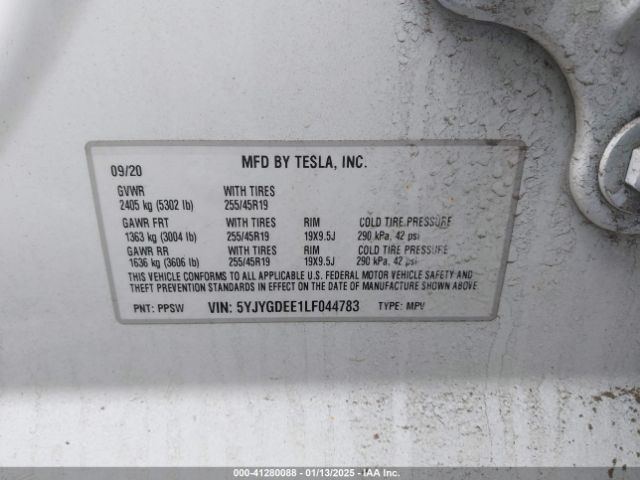 09/20 MFD BY TESLA, INC.
GVWR WITH TIRES
2405 kg (5302 lb) 255/45R19
GAWR FRT WITH TIRES RIM COLD TIRE PRESSURE
1363 kg (3004 lb) 255/45R19 19X9.5J 290 kPa, 42 psi
GAWR RR WITH TIRES RIM COLD TIRE PRESSURE
1636 kg (3606 lb) 255/45R19 19X9.5J 290 kPa, 42 psi
THIS VEHICLE CONFORMS TO ALL APPLICABLE U.S. FEDERAL MOTOR VEHICLE SAFETY AND
THEFT PREVENTION STANDARDS IN EFFECT ON THE DATE OF MANUFACTURE SHOWN ABOVE.
PNT: PPSW VIN: 5YJYGDEE1LF044783 TYPE: MPV
000-41280088 - 01/13/2025 - IAA Inc.